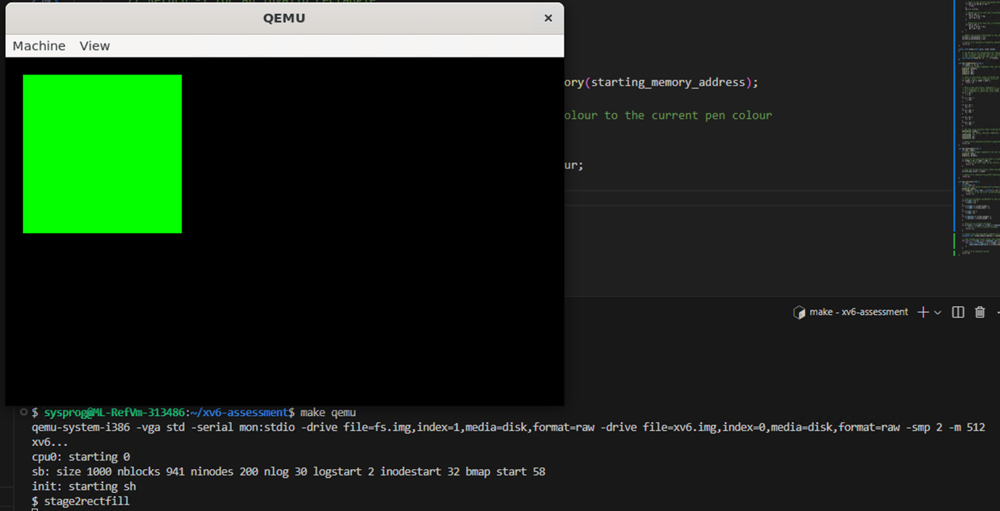 QEMU
Machine View
ory(starting_memory_address);
olour to the current pen colour
ur;
make - xv6-assessment
$ sysprog@ML-RefVm-313486:~/xv6-assessment$ make qemu
qemu-system-i386 -vga std -serial mon:stdio -drive file=fs.img,index=1,media=disk,format=raw -drive file=xv6.img,index=0,media=disk,format=raw -smp 2 -m 512
xv6...
cpu0: starting 0
sb: size 1000 nblocks 941 ninodes 200 nlog 30 logstart 2 inodestart 32 bmap start 58
init: starting sh
$ stage2rectfill